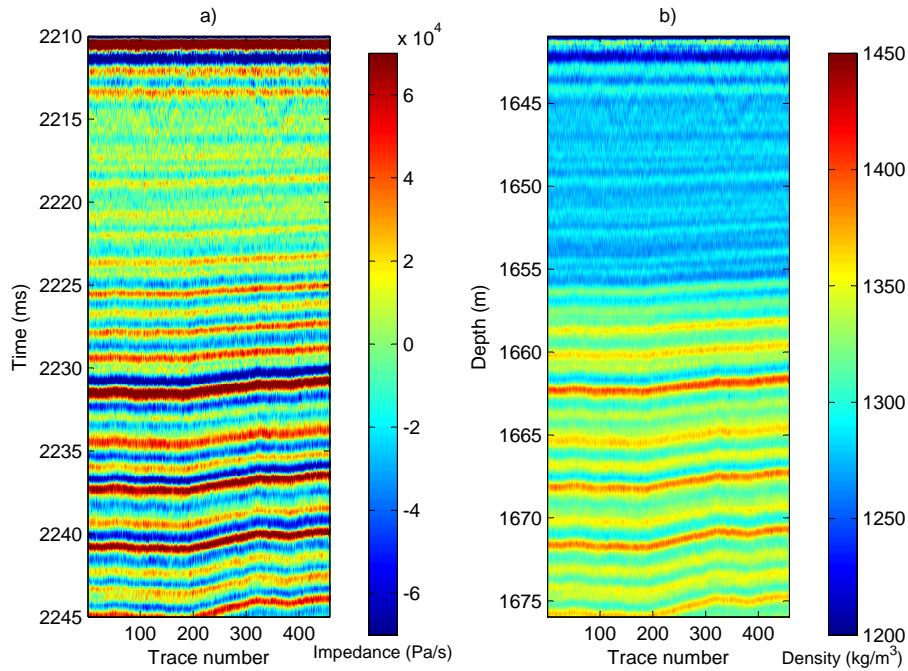 a)
x 10^4
2210
2215
2220
2225
2230
2235
2240
2245
Time (ms)
100 200 300 400
Trace number
6
4
2
0
-2
-4
-6
Impedance (Pa/s)
b)
1645
1650
1655
1660
1665
1670
1675
Depth (m)
100 200 300 400
Trace number
1450
1400
1350
1300
1250
1200
Density (kg/m^3)